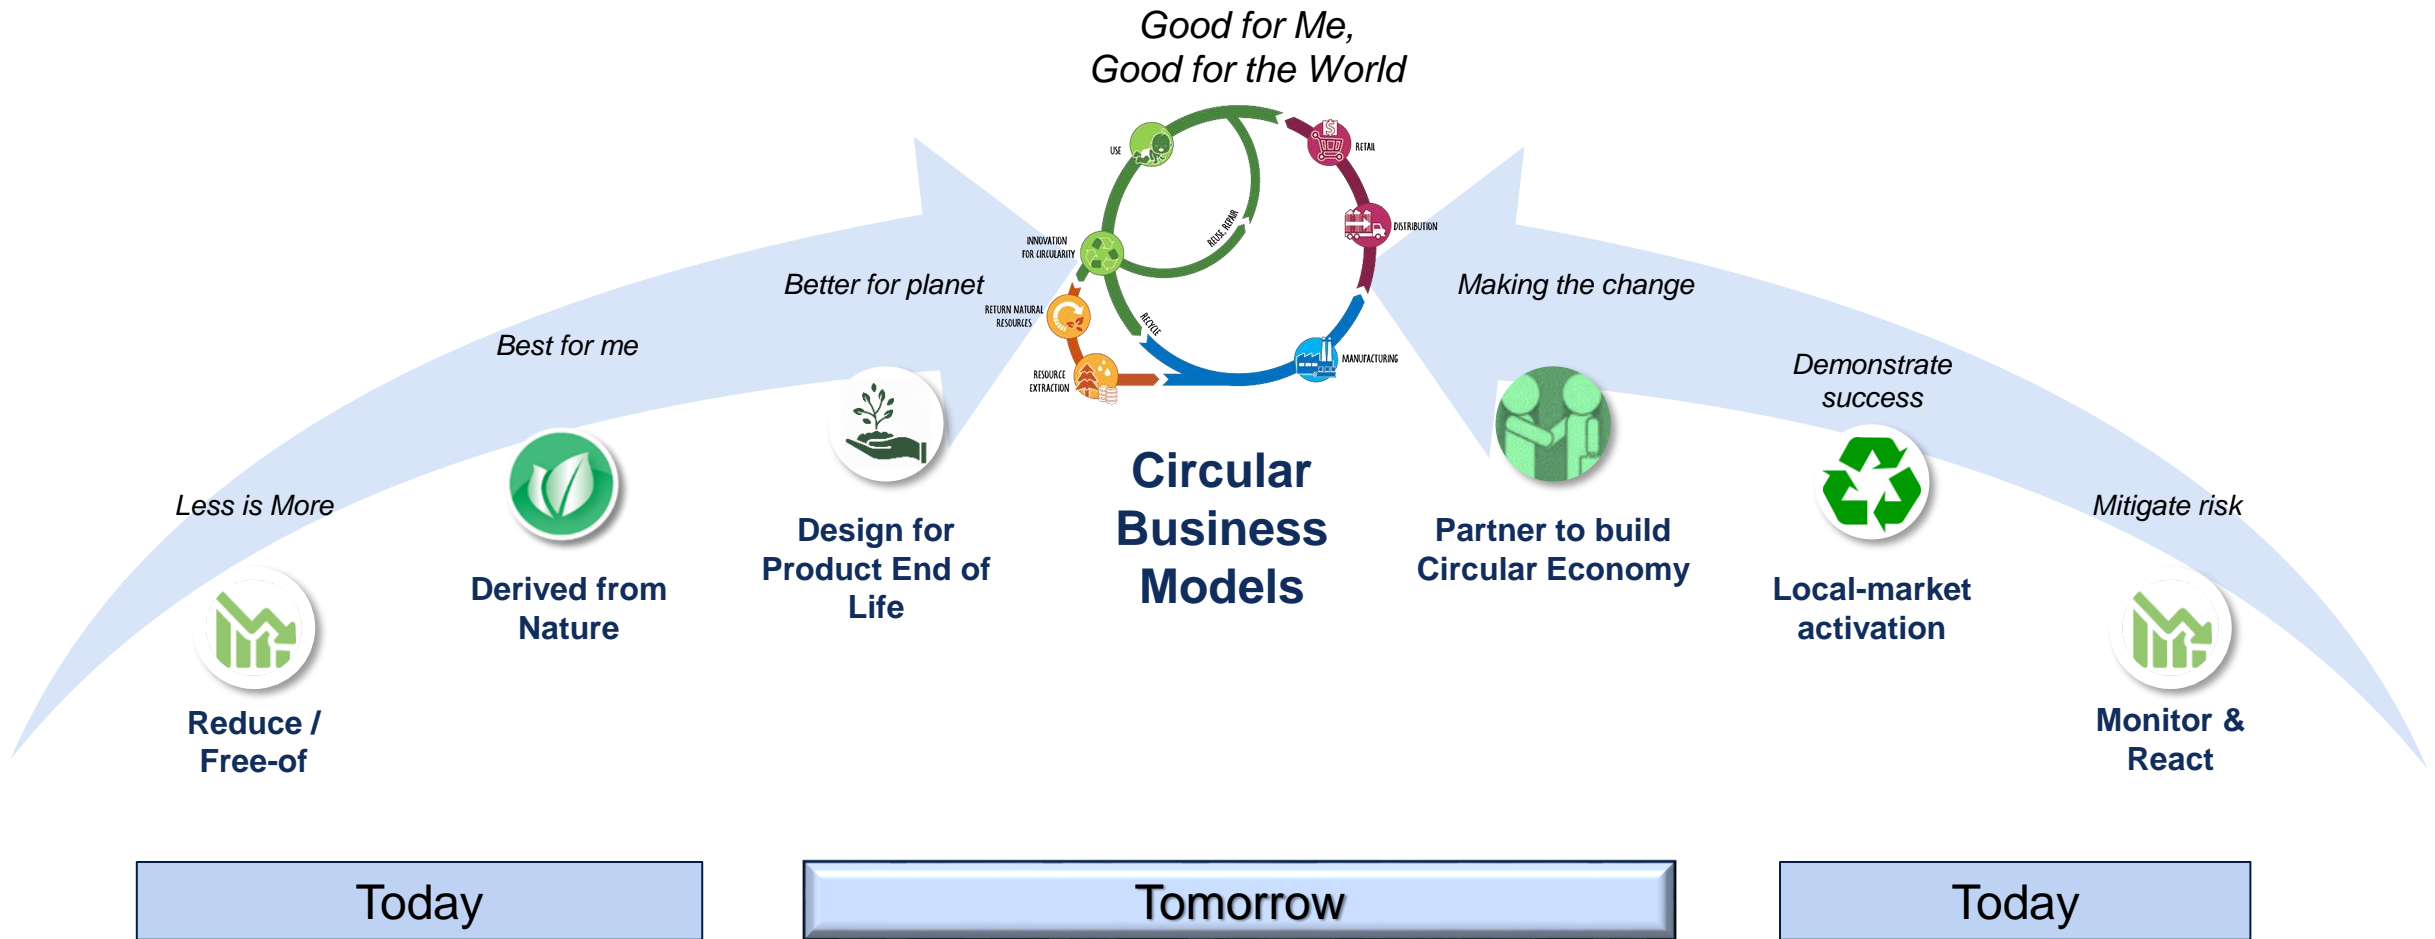 Good for Me,
Good for the World
USE
RETAIL
REUSE, REPAIR
DISTRIBUTION
INNOVATION
FOR CIRCULARITY
RETURN NATURAL
RESOURCES
RECYCLE
MANUFACTURING
RESOURCE
EXTRACTION
Less is More
Best for me
Better for planet
Making the change
Demonstrate
success
Mitigate risk
Reduce /
Free-of
Derived from
Nature
Design for
Product End of
Life
Circular
Business
Models
Partner to build
Circular Economy
Local-market
activation
Monitor &
React
Today
Tomorrow
Today